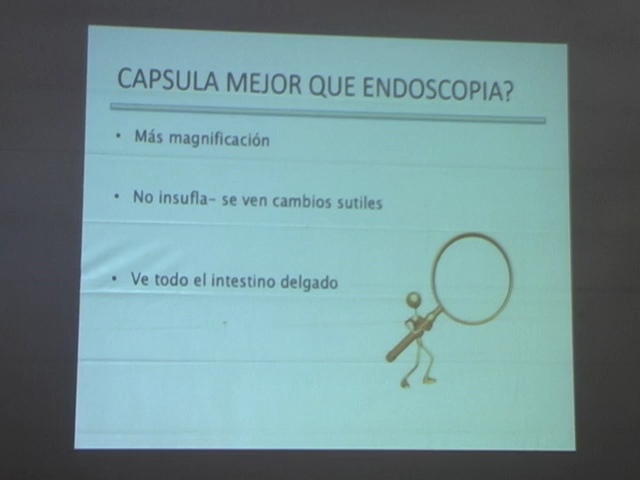 CAPSULA MEJOR QUE ENDOSCOPIA?
• Más magnificación
• No insufla- se ven cambios sutiles
• Ve todo el intestino delgado